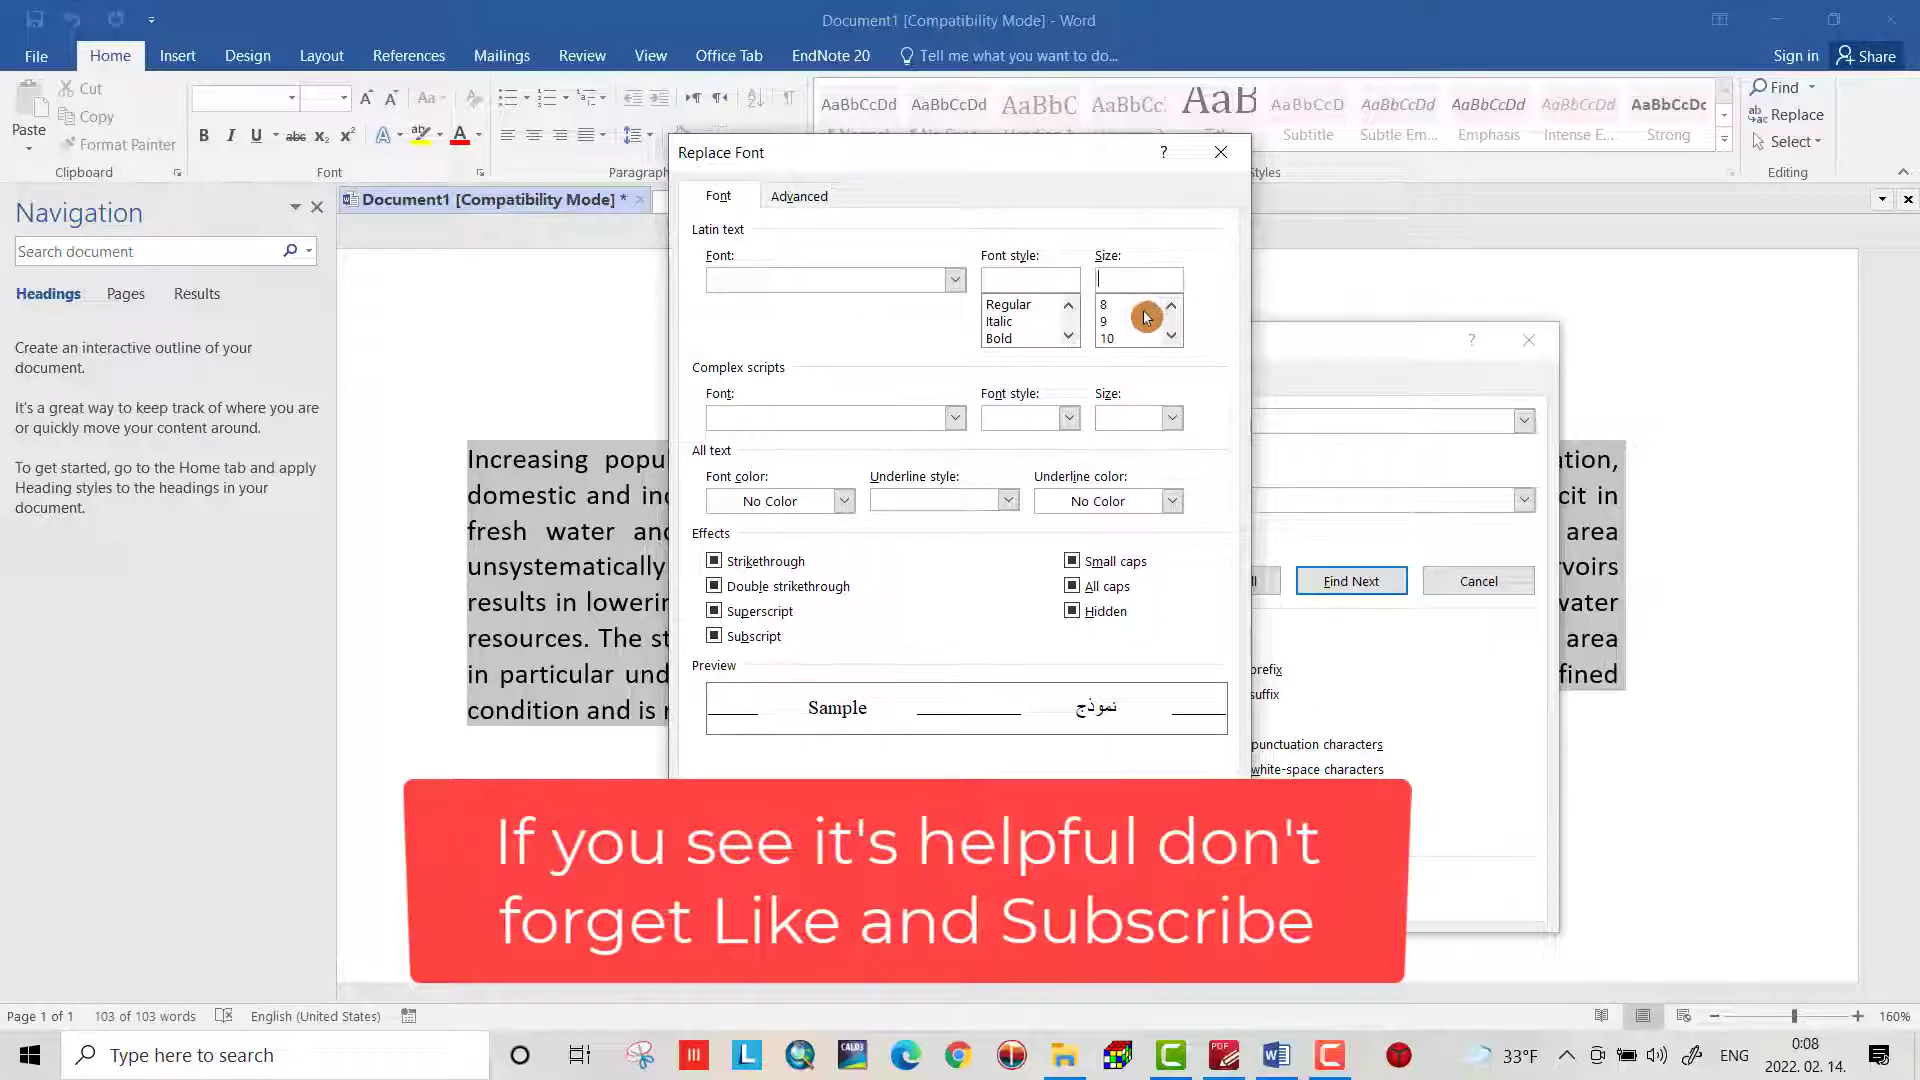 Document1 [Compatibility Mode] - Word
File Home Insert Design Layout References Mailings Review View Office Tab EndNote 20 Tell me what you want to do... Sign in Share
Paste
Cut
Copy
Format Painter
Clipboard
Font
Paragraph
AaBbCcDd AaBbCcDd AaBbC AaBbCc AaB AaBbCcD AaBbCcDd AaBbCcDd AaBbCcDd AaBbCcDc
Subtitle Subtle Em... Emphasis Intense E... Strong
Styles
Find
Replace
Select
Editing
Navigation
Search document
Headings Pages Results
Create an interactive outline of your
document.
It's a great way to keep track of where you are
or quickly move your content around.
To get started, go to the Home tab and apply
Heading styles to the headings in your
document.
Document1 [Compatibility Mode] *
Replace Font
Font Advanced
Latin text
Font: Font style: Size:
Regular 8
Italic 9
Bold 10
Complex scripts
Font: Font style: Size:
All text
Font color: Underline style: Underline color:
No Color No Color
Effects
Strikethrough Small caps
Double strikethrough All caps
Superscript Hidden
Subscript
Preview
Sample نموذج
Find Next Cancel
prefix
suffix
punctuation characters
white-space characters
Increasing popu ation,
domestic and ind cit in
fresh water and area
unsystematically rvoirs
results in lowerin water
resources. The st area
in particular und fined
condition and is r
If you see it's helpful don't
forget Like and Subscribe
Page 1 of 1 103 of 103 words English (United States) 160%
Type here to search
CALD3
PDF
33°F ENG
0:08
2022. 02. 14.